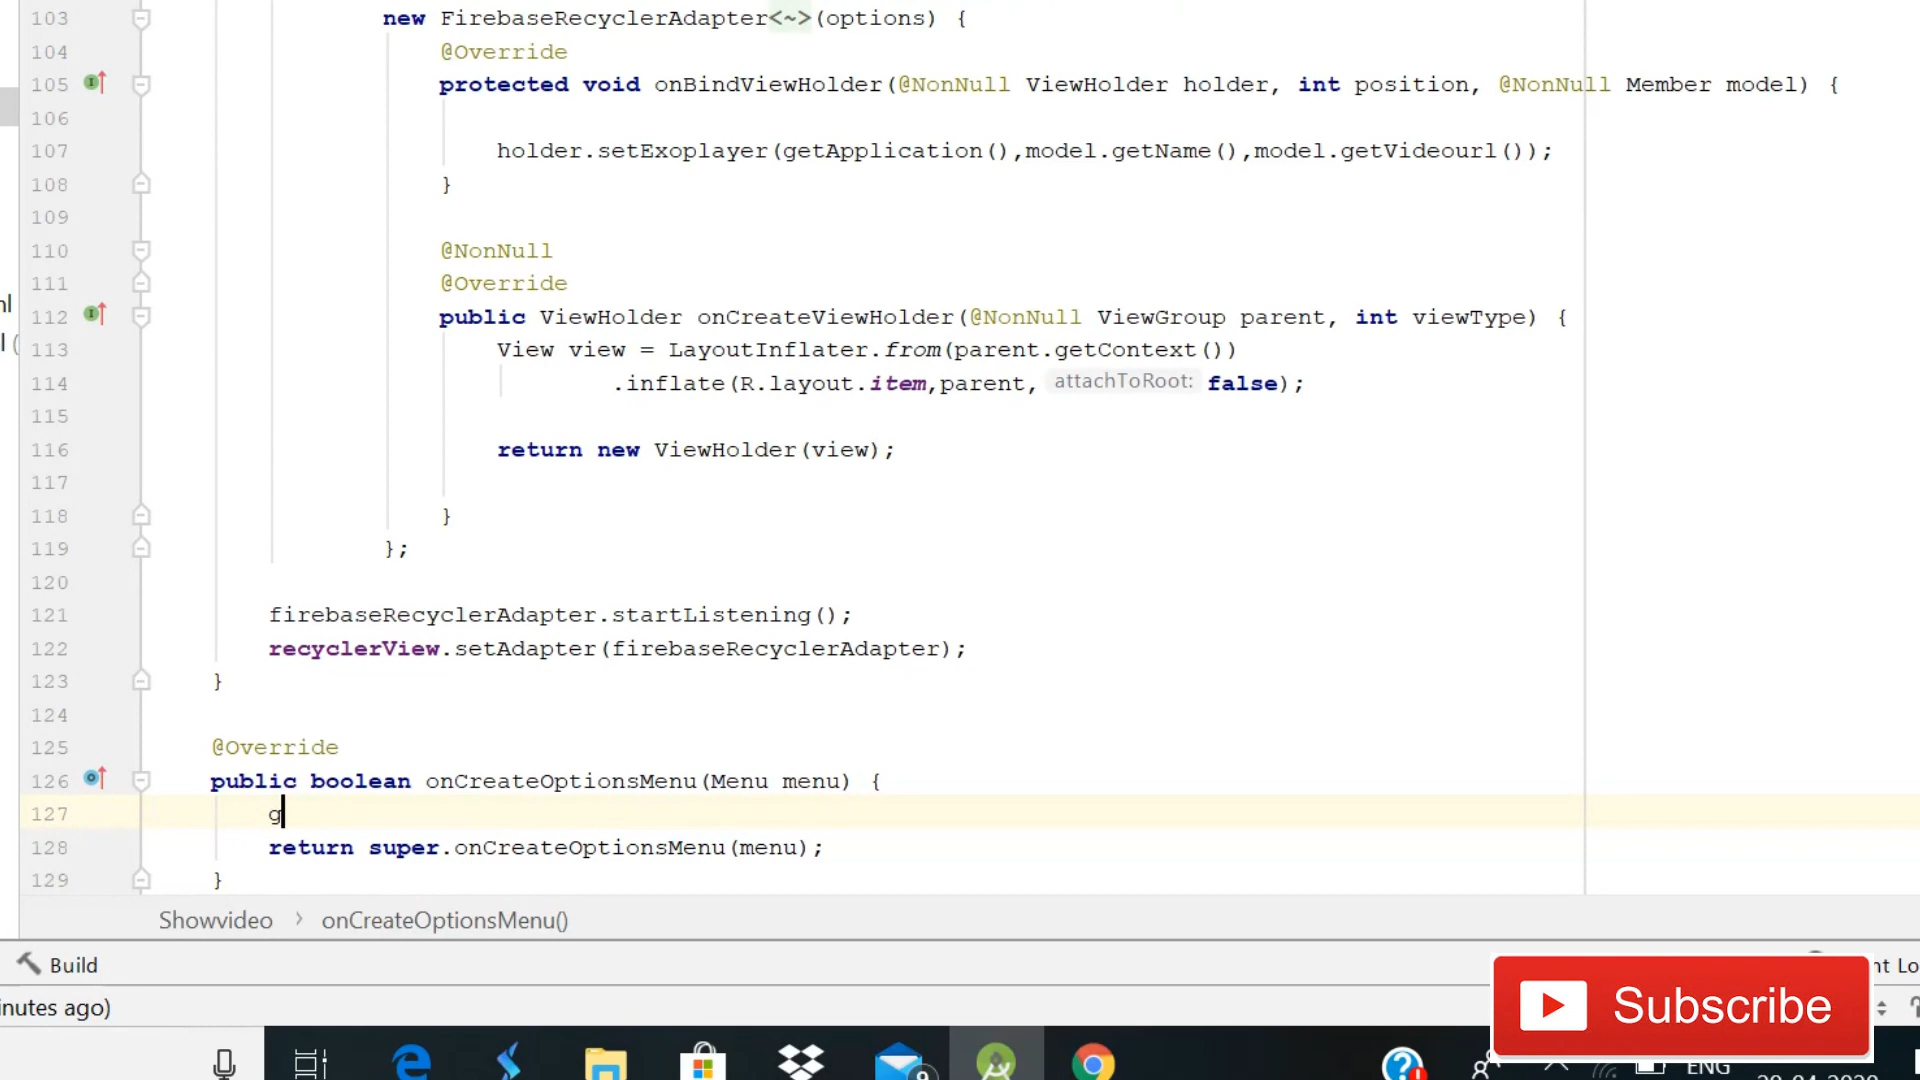 103 new FirebaseRecyclerAdapter<~>(options) {
104 @Override
105 protected void onBindViewHolder(@NonNull ViewHolder holder, int position, @NonNull Member model) {
106
107 holder.setExoplayer(getApplication(),model.getName(),model.getVideourl());
108 }
109
110 @NonNull
111 @Override
112 public ViewHolder onCreateViewHolder(@NonNull ViewGroup parent, int viewType) {
113 View view = LayoutInflater.from(parent.getContext())
114 .inflate(R.layout.item,parent, attachToRoot: false);
115
116 return new ViewHolder(view);
117
118 }
119 };
120
121 firebaseRecyclerAdapter.startListening();
122 recyclerView.setAdapter(firebaseRecyclerAdapter);
123 }
124
125 @Override
126 public boolean onCreateOptionsMenu(Menu menu) {
127 g
128 return super.onCreateOptionsMenu(menu);
129 }
Showvideo › onCreateOptionsMenu()
Build
Subscribe
inutes ago)
ENG